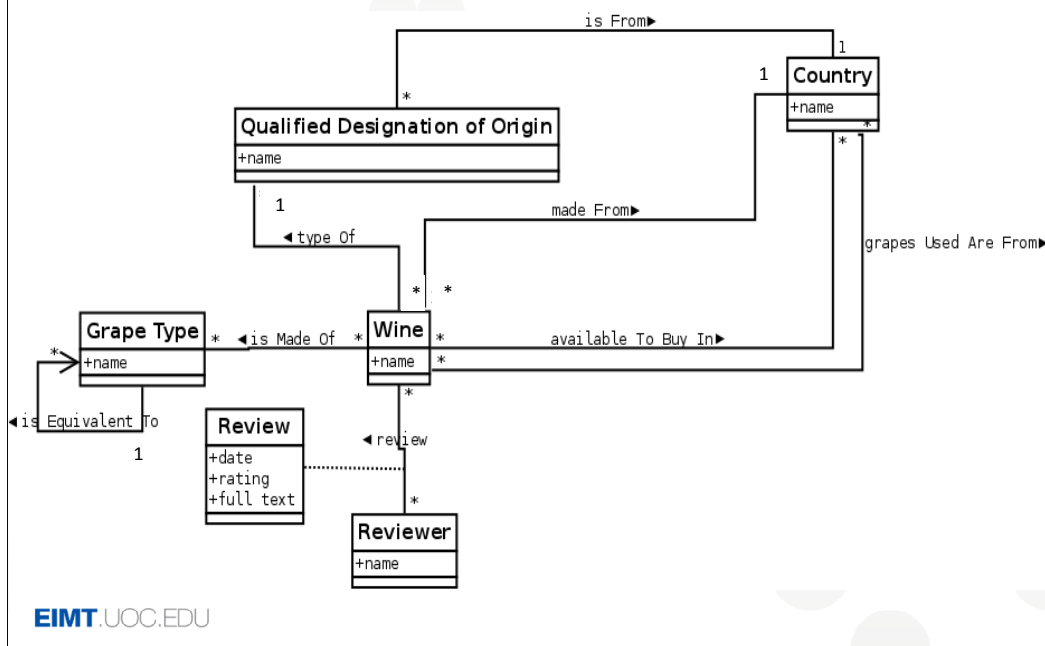 is From▶
1
1
Country
+name
*
*
*
Qualified Designation of Origin
+name
1
made From▶
◀ type Of
grapes Used Are From▶
* *
Grape Type
+name
*
*
◀ is Made Of
*
Wine
+name
*
*
available To Buy In▶
*
◀ is Equivalent To
1
Review
+date
+rating
+full text
◀ review
*
Reviewer
+name
EIMT.UOC.EDU